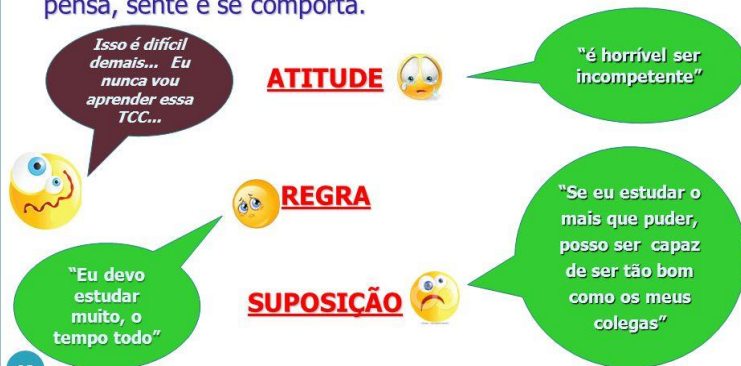 pensa, sente e se comporta.
Isso é difícil
demais... Eu
nunca vou
aprender essa
TCC...
ATITUDE
"é horrível ser
incompetente"
REGRA
"Eu devo
estudar
muito, o
tempo todo"
SUPOSIÇÃO
"Se eu estudar o
mais que puder,
posso ser capaz
de ser tão bom
como os meus
colegas"